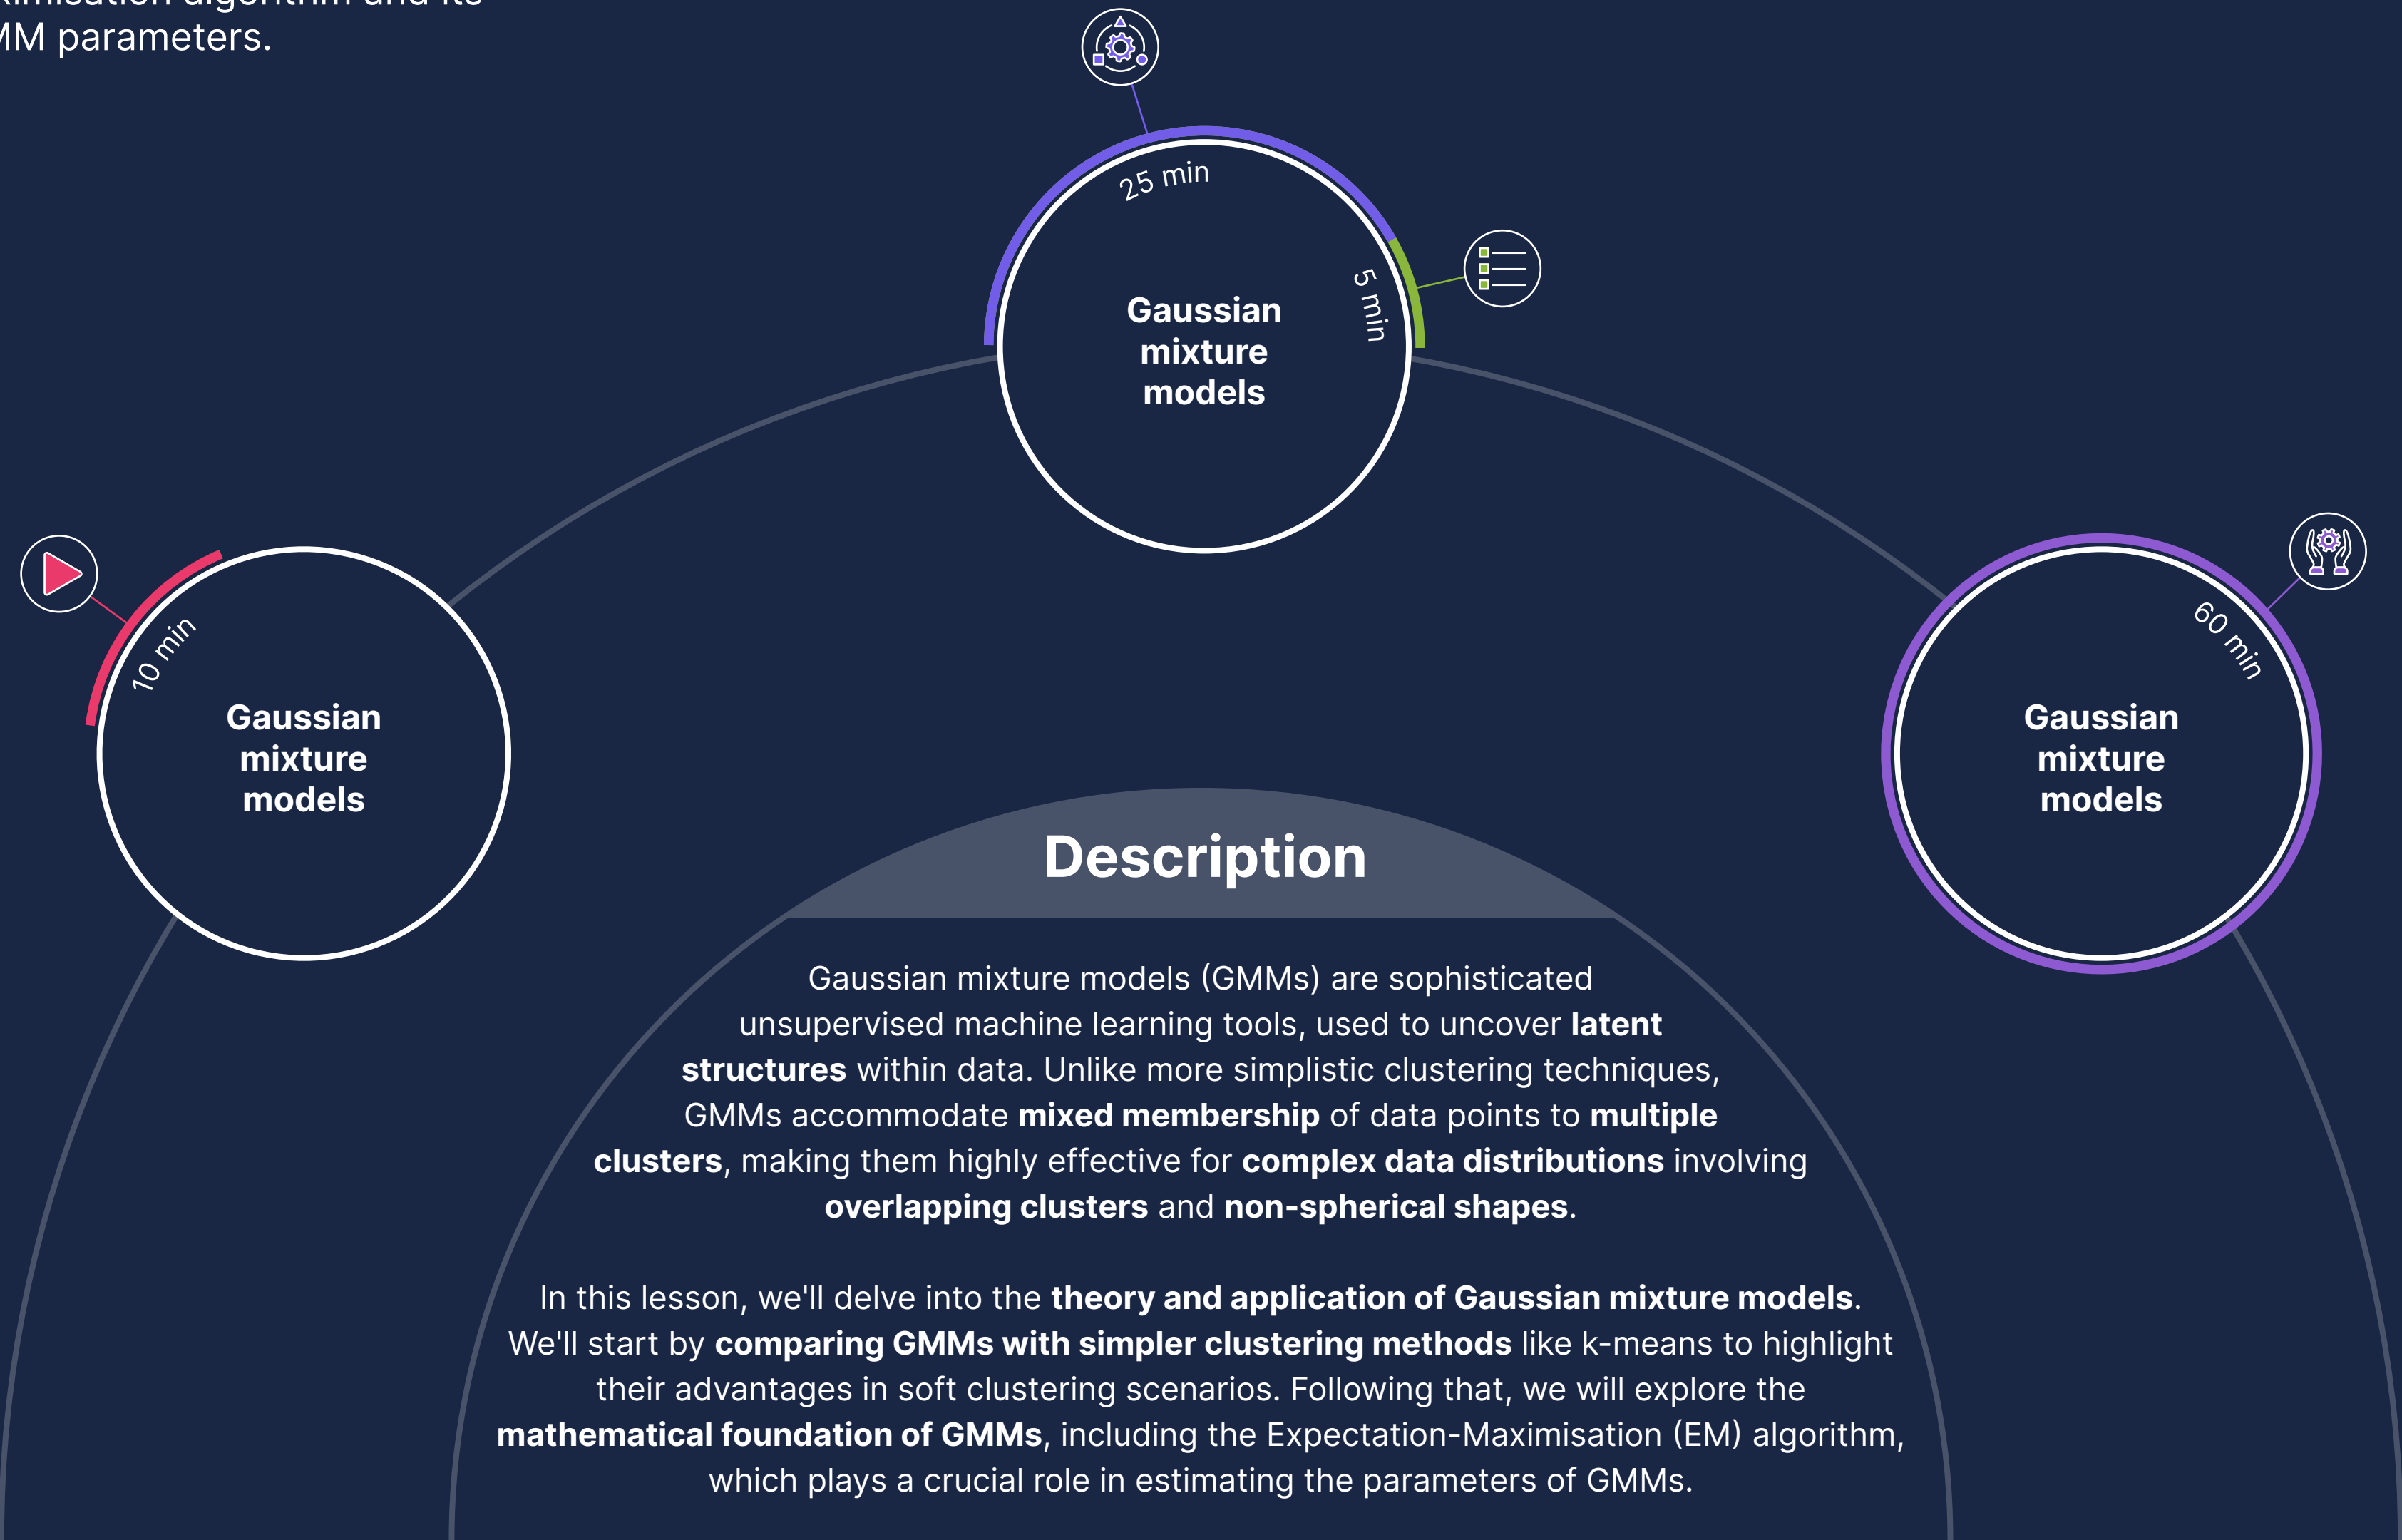 algorithm and its
parameters.
25 min
5 min
Gaussian
mixture
models
10 min
Gaussian
mixture
models
60 min
Gaussian
mixture
models
Description
Gaussian mixture models (GMMs) are sophisticated
unsupervised machine learning tools, used to uncover latent
structures within data. Unlike more simplistic clustering techniques,
GMMs accommodate mixed membership of data points to multiple
clusters, making them highly effective for complex data distributions involving
overlapping clusters and non-spherical shapes.
In this lesson, we'll delve into the theory and application of Gaussian mixture models.
We'll start by comparing GMMs with simpler clustering methods like k-means to highlight
their advantages in soft clustering scenarios. Following that, we will explore the
mathematical foundation of GMMs, including the Expectation-Maximisation (EM) algorithm,
which plays a crucial role in estimating the parameters of GMMs.